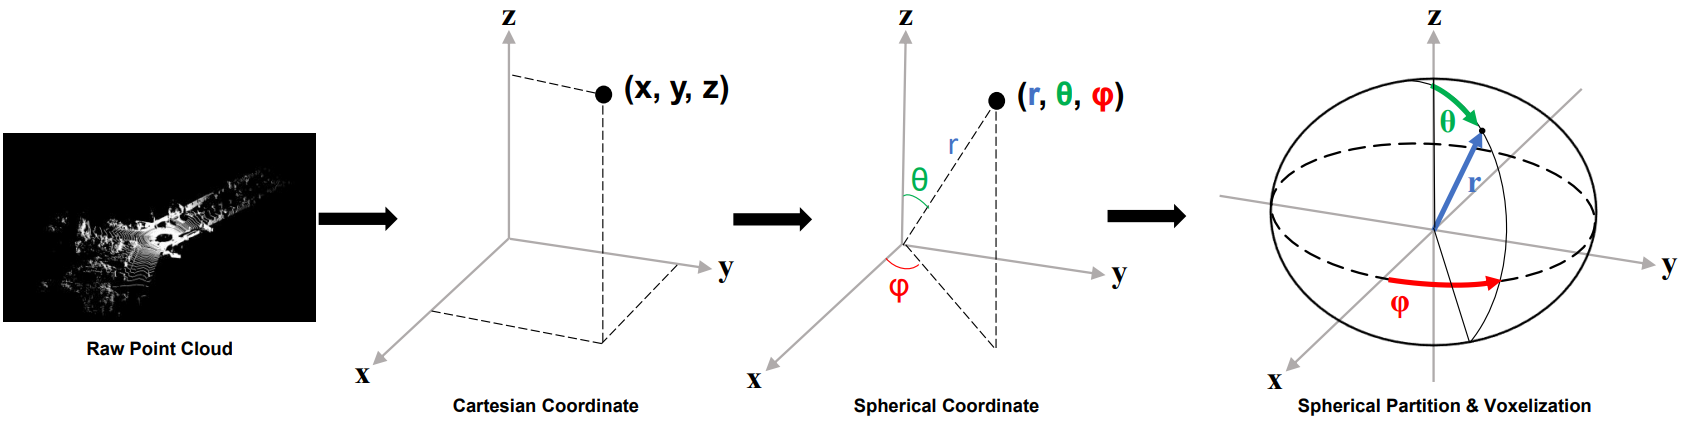 z
(x, y, z)
y
x
z
(r, θ, φ)
r
θ
y
φ
x
z
θ
r
y
φ
x
Raw Point Cloud
Cartesian Coordinate
Spherical Coordinate
Spherical Partition & Voxelization